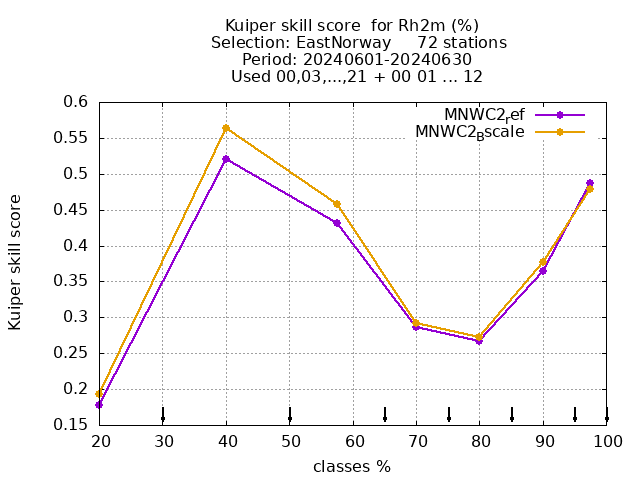 Kuiper skill score  for Rh2m (%)
Selection: EastNorway     72 stations
Period: 20240601-20240630
Used 00,03,...,21 + 00 01 ... 12
MNWC2ref
MNWC2Bscale
0.6
0.55
0.5
0.45
0.4
0.35
0.3
0.25
0.2
0.15
Kuiper skill score
20 30 40 50 60 70 80 90 100
classes %